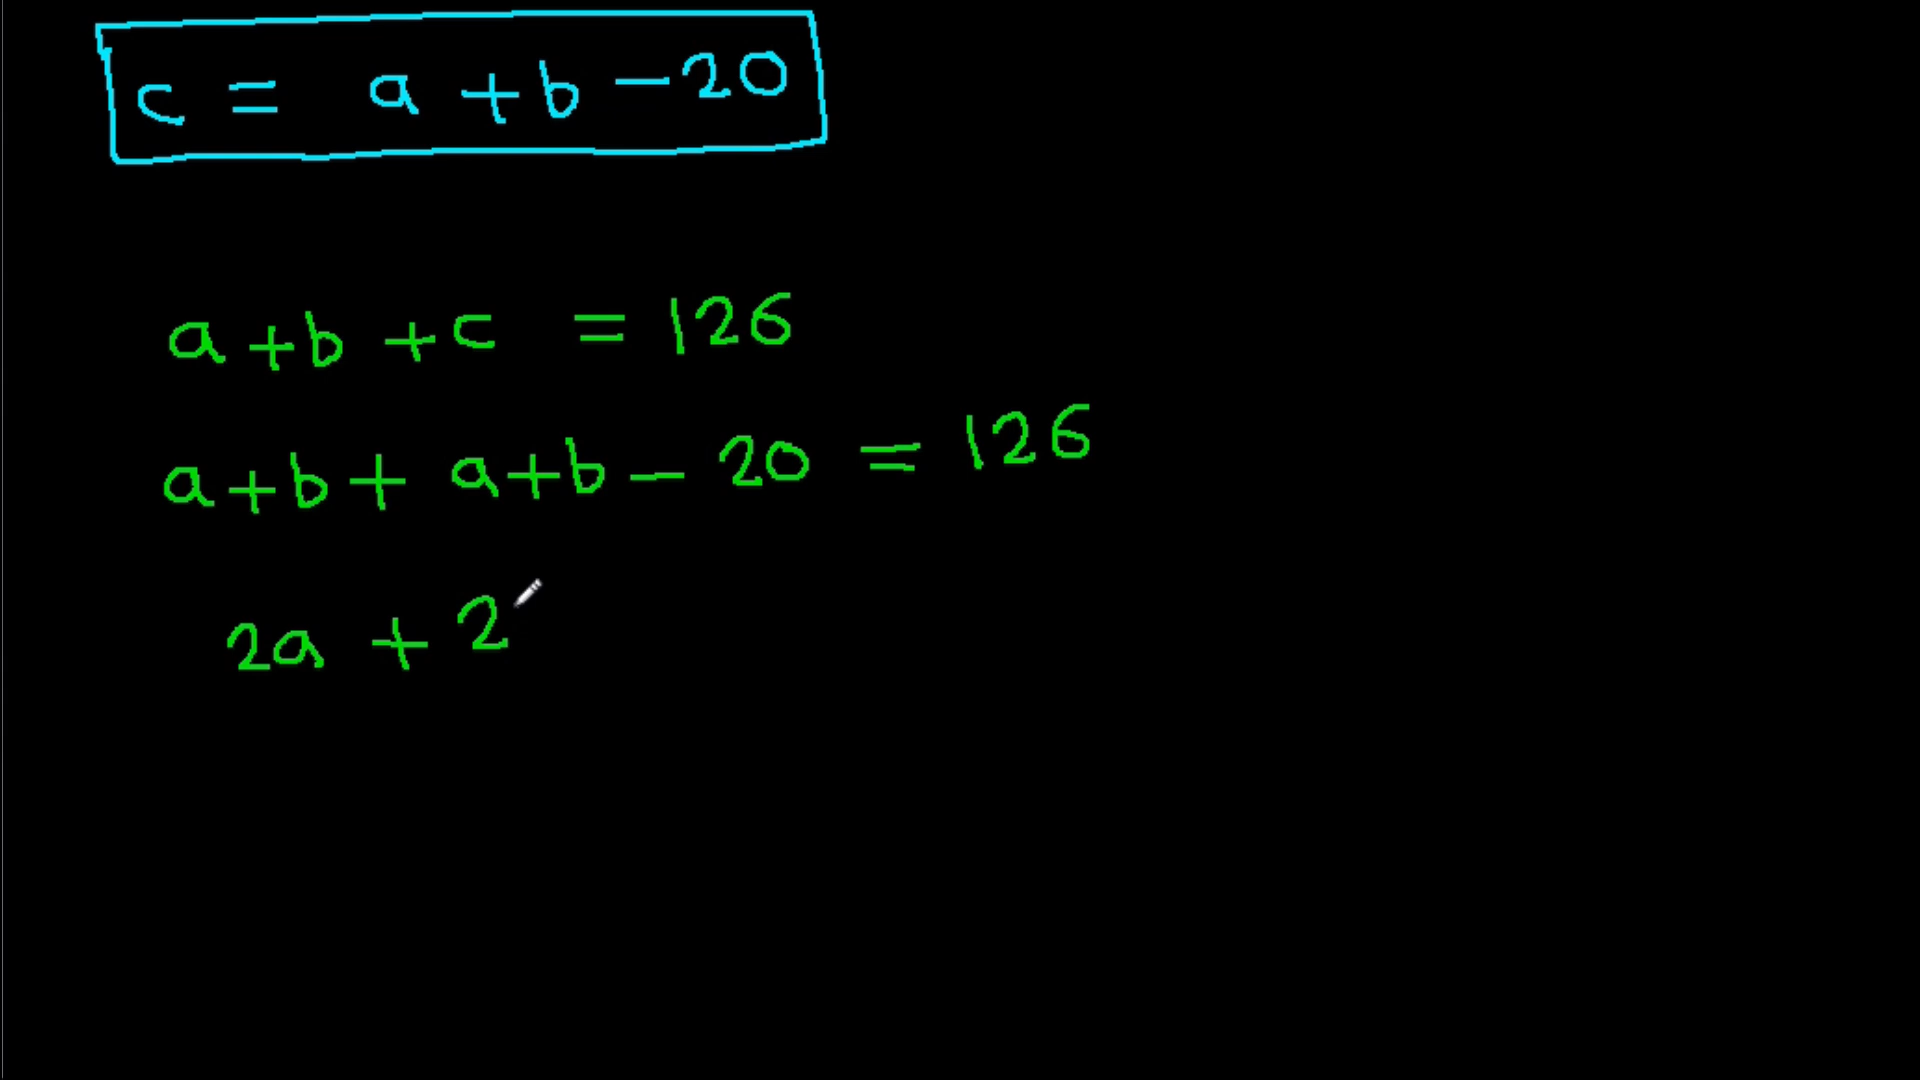 c = a + b - 20
a + b + c = 126
a + b + a + b - 20 = 126
2a + 2